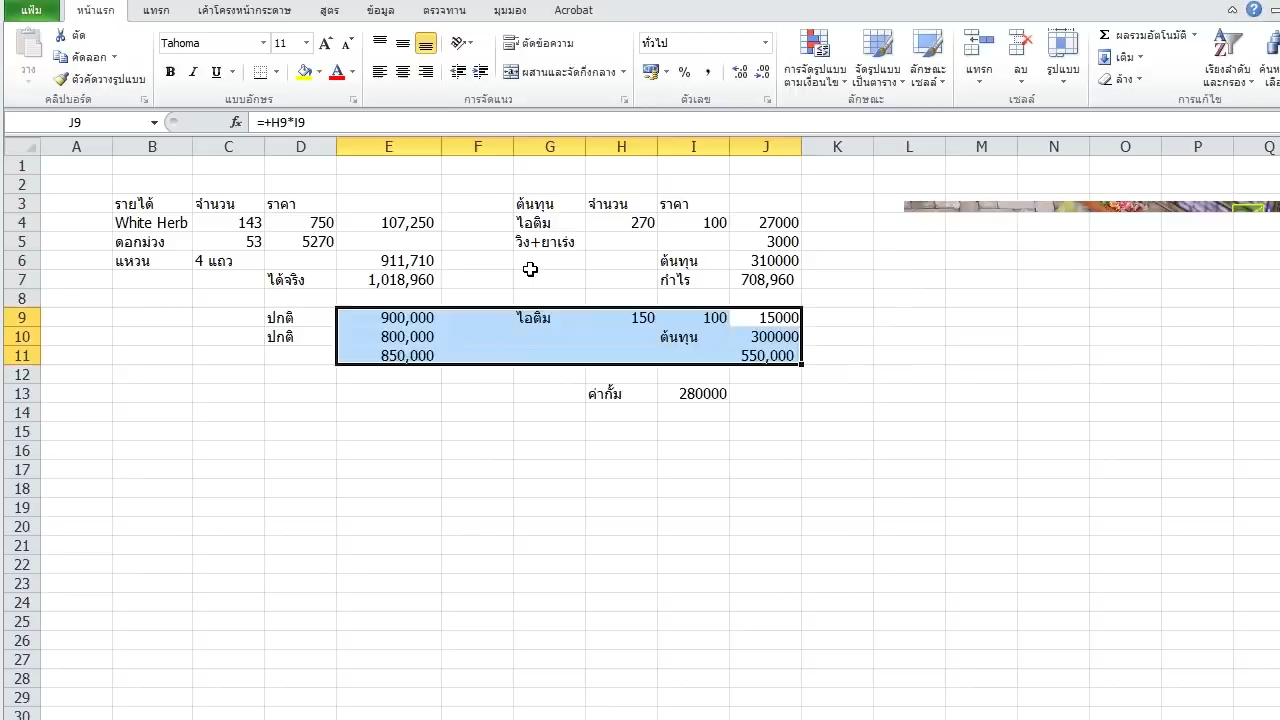 แฟ้ม หน้าแรก แทรก เค้าโครงหน้ากระดาษ สูตร ข้อมูล ตรวจทาน มุมมอง Acrobat
วาง ตัด คัดลอก ตัวคัดวางรูปแบบ
Tahoma 11 A A
B I U A
ตัดข้อความ
ผสานและจัดกึ่งกลาง
ทั่วไป
% ,
การจัดรูปแบบ ตามเงื่อนไข
จัดรูปแบบ เป็นตาราง
ลักษณะ เซลล์
แทรก ลบ รูปแบบ
Σ ผลรวมอัตโนมัติ
เติม
ล้าง
เรียงลำดับ และกรอง
คลิปบอร์ด แบบอักษร การจัดแนว ตัวเลข ลักษณะ เซลล์ การแก้ไข
J9 fx =+H9*I9
A B C D E F G H I J K L M N O P Q
1
2
3 รายได้ จำนวน ราคา ต้นทุน จำนวน ราคา
4 White Herb 143 750 107,250 ไอติม 270 100 27000
5 ดอกม่วง 53 5270 วิง+ยาเร่ง 3000
6 แหวน 4 แถว 911,710 ต้นทุน 310000
7 ได้จริง 1,018,960 กำไร 708,960
8
9 ปกติ 900,000 ไอติม 150 100 15000
10 ปกติ 800,000 ต้นทุน 300000
11 850,000 550,000
12
13 ค่ากั้ม 280000
14
15
16
17
18
19
20
21
22
23
24
25
26
27
28
29
30